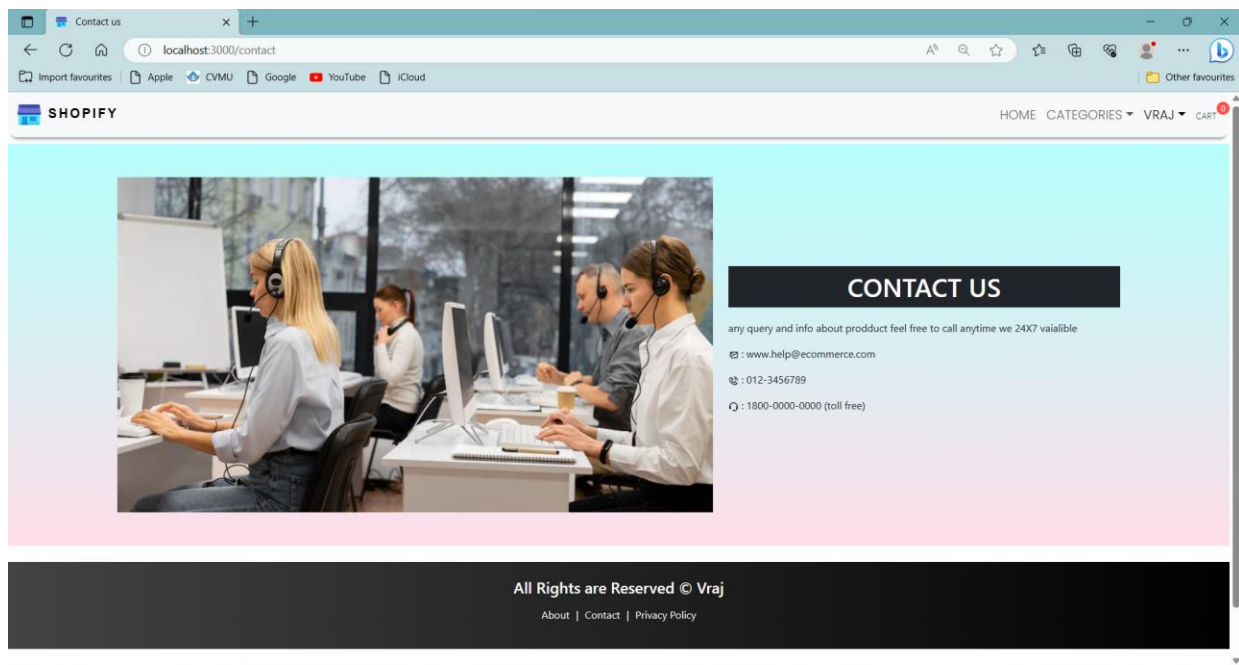 Contact us
localhost:3000/contact
Import favourites Apple CVMU Google YouTube iCloud Other favourites
SHOPIFY HOME CATEGORIES VRAJ CART 0
CONTACT US
any query and info about prodduct feel free to call anytime we 24X7 vaialible
: www.help@ecommerce.com
: 012-3456789
: 1800-0000-0000 (toll free)
All Rights are Reserved © Vraj
About | Contact | Privacy Policy